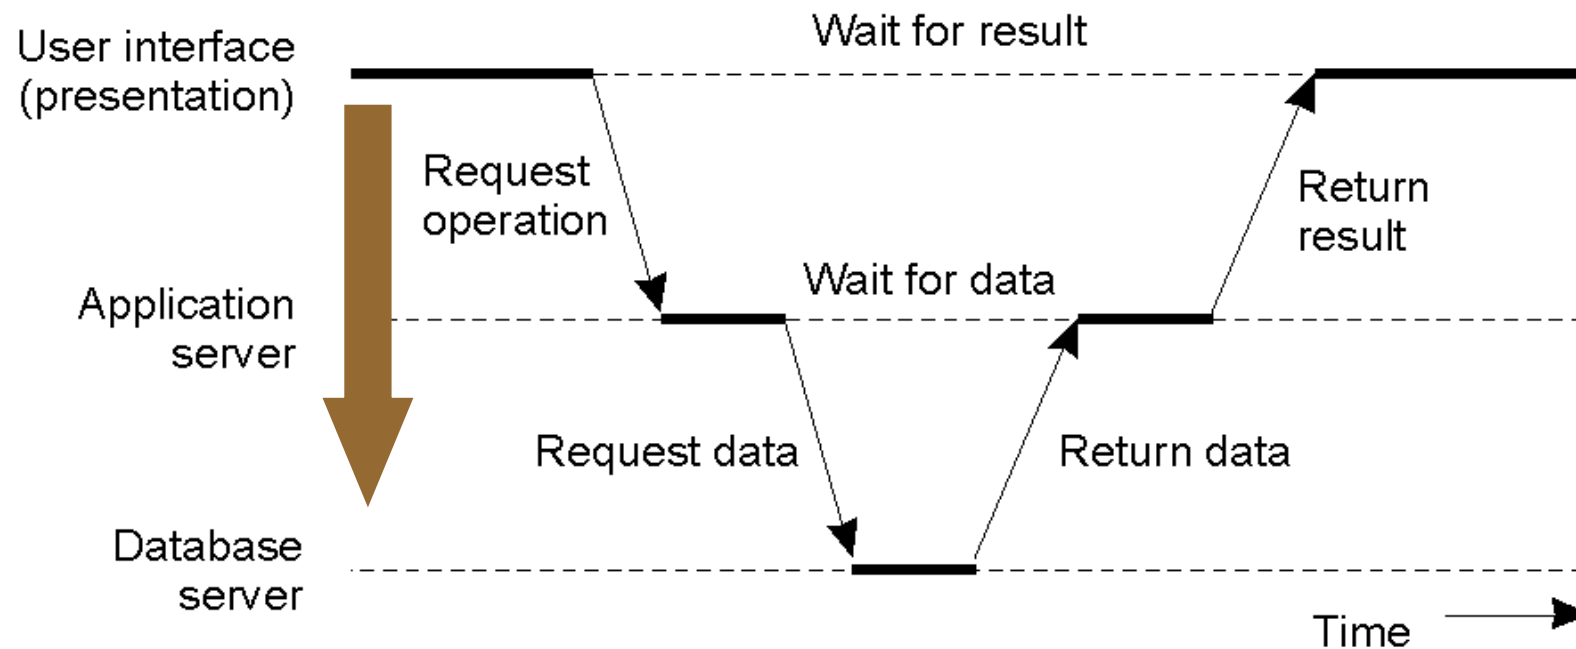 User interface
(presentation)
Wait for result
Request
operation
Return
result
Application
server
Wait for data
Request data
Return data
Database
server
Time